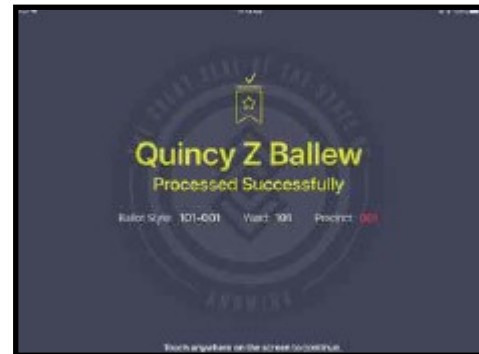 Quincy Z Ballew
Processed Successfully
Ballot Style: 101-001 Ward: 101 Precinct: 001
Touch anywhere on the screen to continue.